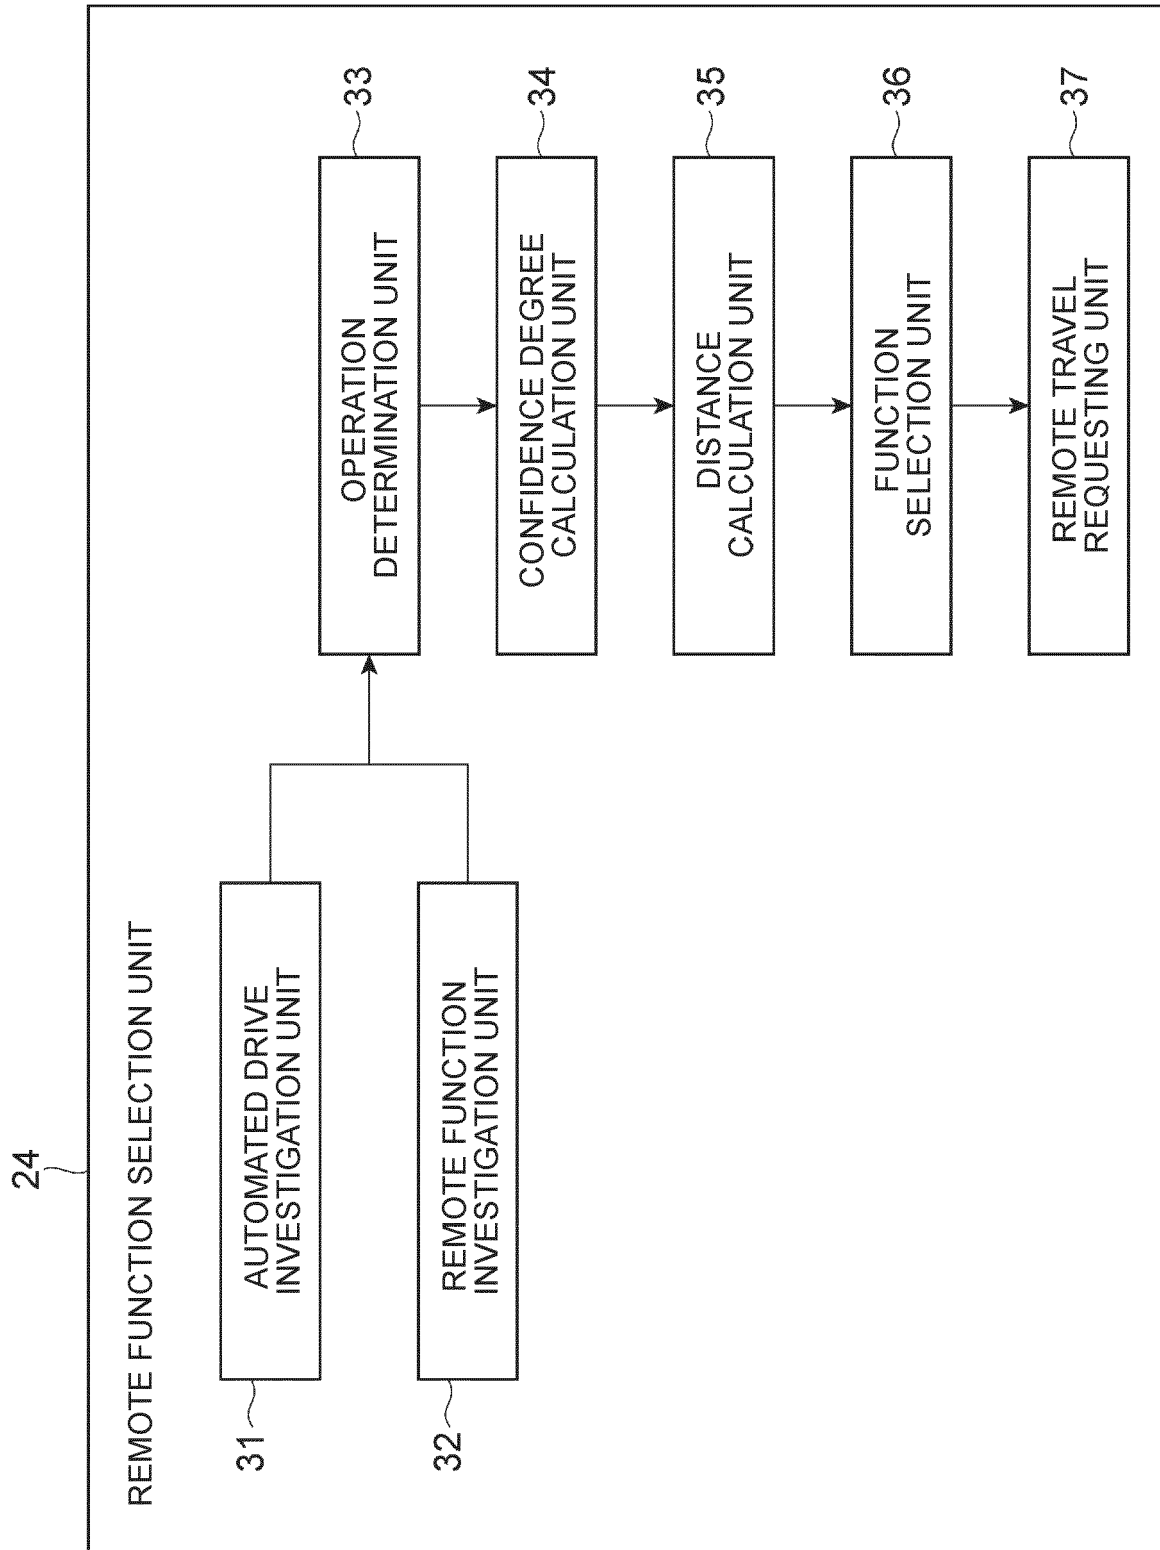 24
REMOTE FUNCTION SELECTION UNIT
31
AUTOMATED DRIVE
INVESTIGATION UNIT
32
REMOTE FUNCTION
INVESTIGATION UNIT
33
OPERATION
DETERMINATION UNIT
34
CONFIDENCE DEGREE
CALCULATION UNIT
35
DISTANCE
CALCULATION UNIT
36
FUNCTION
SELECTION UNIT
37
REMOTE TRAVEL
REQUESTING UNIT